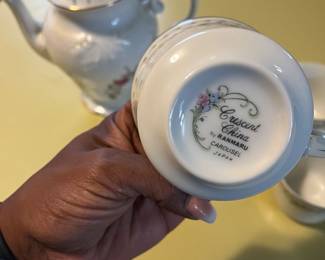 Crescent
China
by RANMARU
CAROUSEL
JAPAN